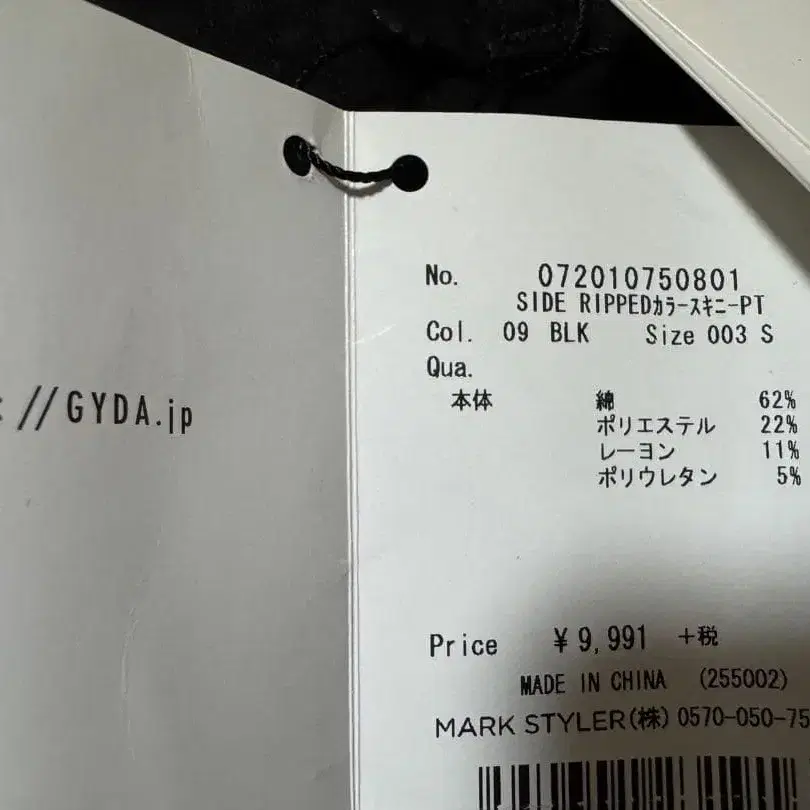 ://GYDA.jp
No. 072010750801
SIDE RIPPEDカラースキニーPT
Col. 09 BLK Size 003 S
Qua.
本体 綿 62%
ポリエステル 22%
レーヨン 11%
ポリウレタン 5%
Price ¥9,991 +税
MADE IN CHINA (255002)
MARK STYLER(株) 0570-050-75